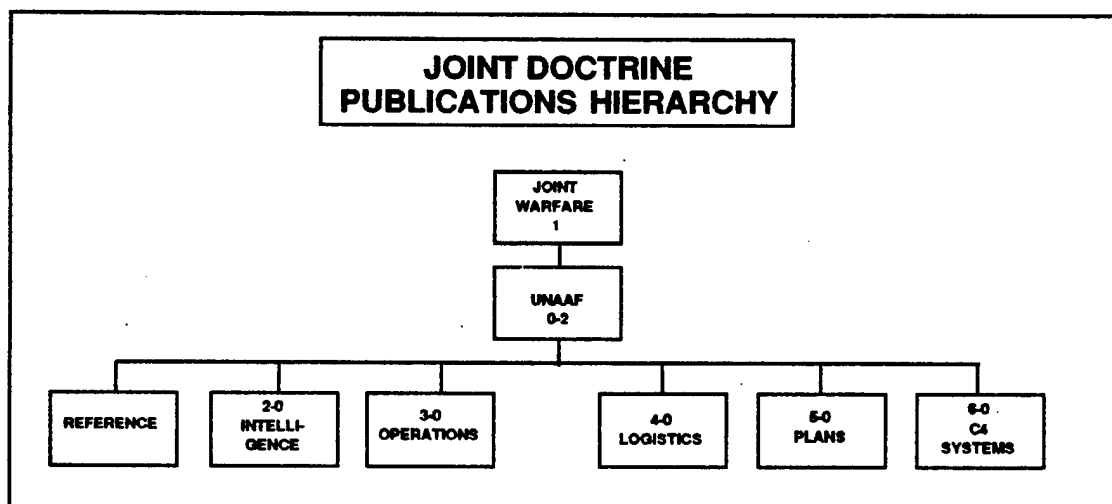 JOINT DOCTRINE
PUBLICATIONS HIERARCHY
JOINT
WARFARE
1
UNAAF
0-2
REFERENCE
2-0
INTELLI-
GENCE
3-0
OPERATIONS
4-0
LOGISTICS
5-0
PLANS
6-0
C4
SYSTEMS